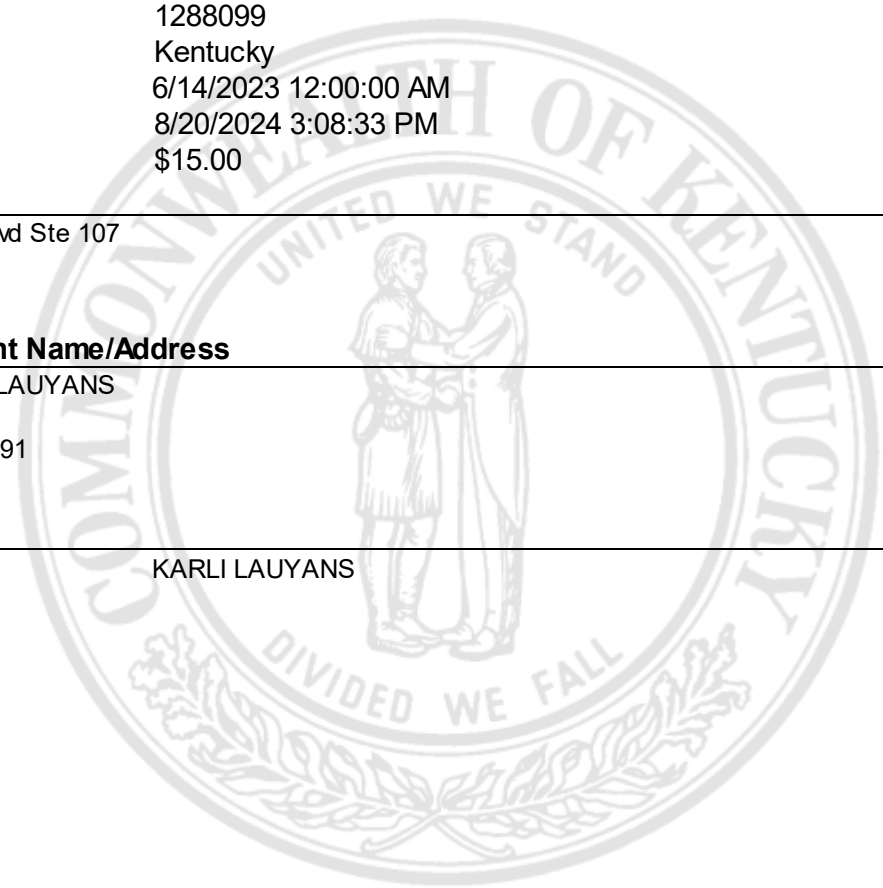 1288099
Kentucky
6/14/2023 12:00:00 AM
8/20/2024 3:08:33 PM
$15.00
vd Ste 107
nt Name/Address
LAUYANS
91
KARLI LAUYANS
COMMONWEALTH OF KENTUCKY
UNITED WE STAND
DIVIDED WE FALL